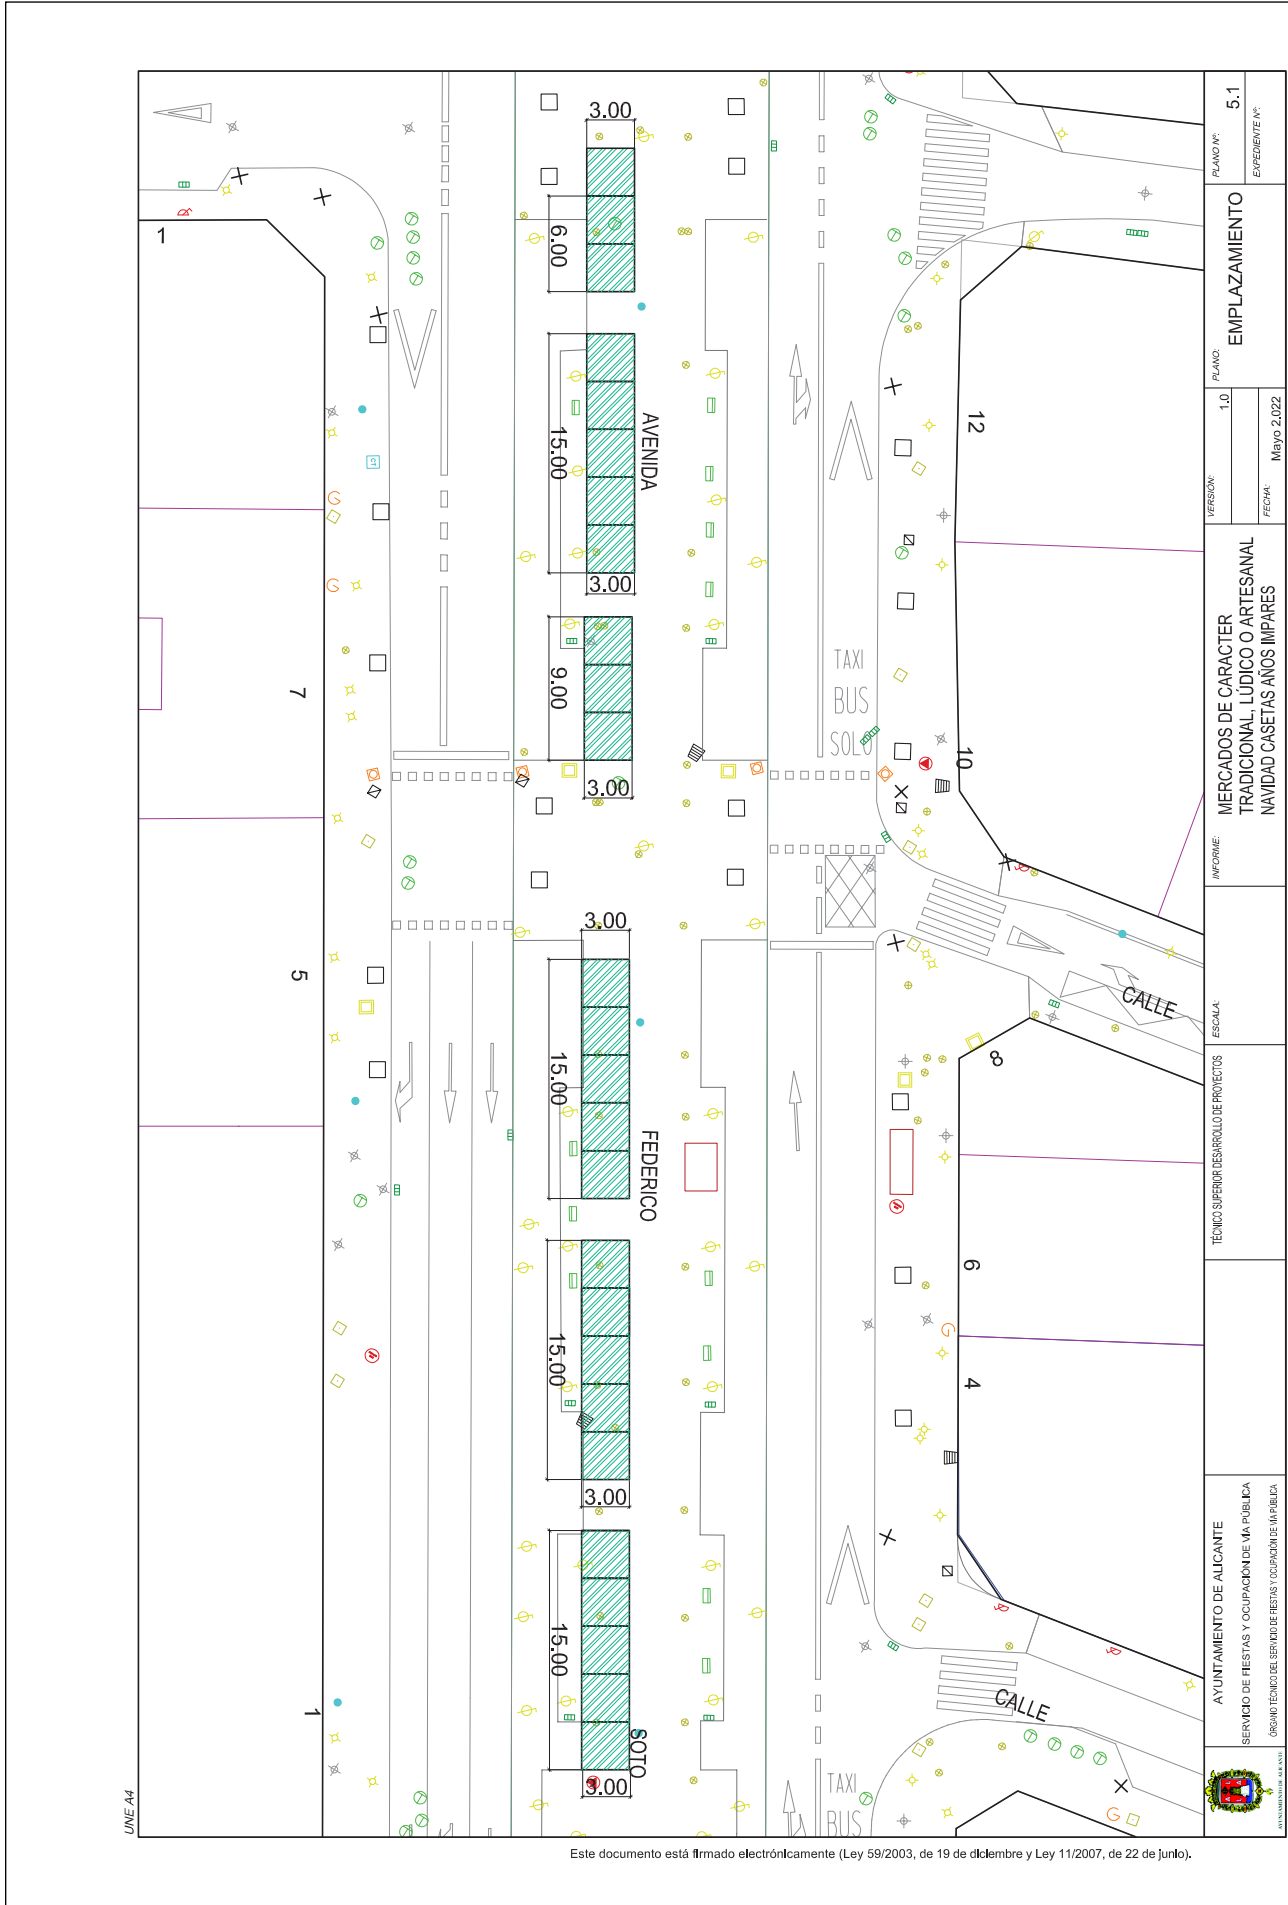 3.00
6.00
15.00
AVENIDA
3.00
9.00
3.00
3.00
15.00
FEDERICO
15.00
3.00
15.00
SOTO
3.00
1
CT
7
5
1
TAXI
BUS
SOLO
12
10
8
CALLE
6
4
CALLE
TAXI
BUS
AYUNTAMIENTO DE ALICANTE
AYUNTAMIENTO DE ALICANTE
SERVICIO DE FIESTAS Y OCUPACIÓN DE VÍA PÚBLICA
ÓRGANO TÉCNICO DEL SERVICIO DE FIESTAS Y OCUPACIÓN DE VÍA PÚBLICA
TÉCNICO SUPERIOR DESARROLLO DE PROYECTOS
ESCALA:
INFORME:
MERCADOS DE CARACTER
TRADICIONAL, LÚDICO O ARTESANAL
NAVIDAD CASETAS AÑOS IMPARES
VERSIÓN:
1.0
FECHA:
Mayo 2.022
PLANO:
EMPLAZAMIENTO
PLANO Nº:
5.1
EXPEDIENTE Nº:
UNE A4
Este documento está firmado electrónicamente (Ley 59/2003, de 19 de diciembre y Ley 11/2007, de 22 de junio).